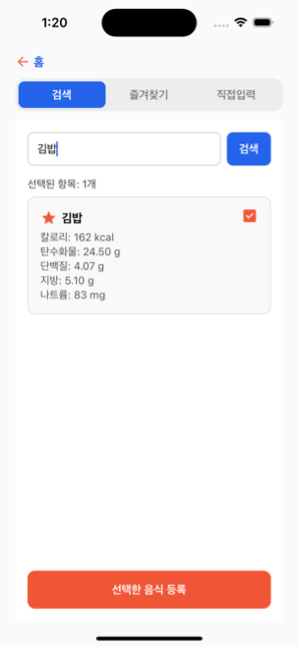 1:20
← 홈
검색 즐겨찾기 직접입력
김밥 검색
선택된 항목: 1개
김밥
칼로리: 162 kcal
탄수화물: 24.50 g
단백질: 4.07 g
지방: 5.10 g
나트륨: 83 mg
선택한 음식 등록